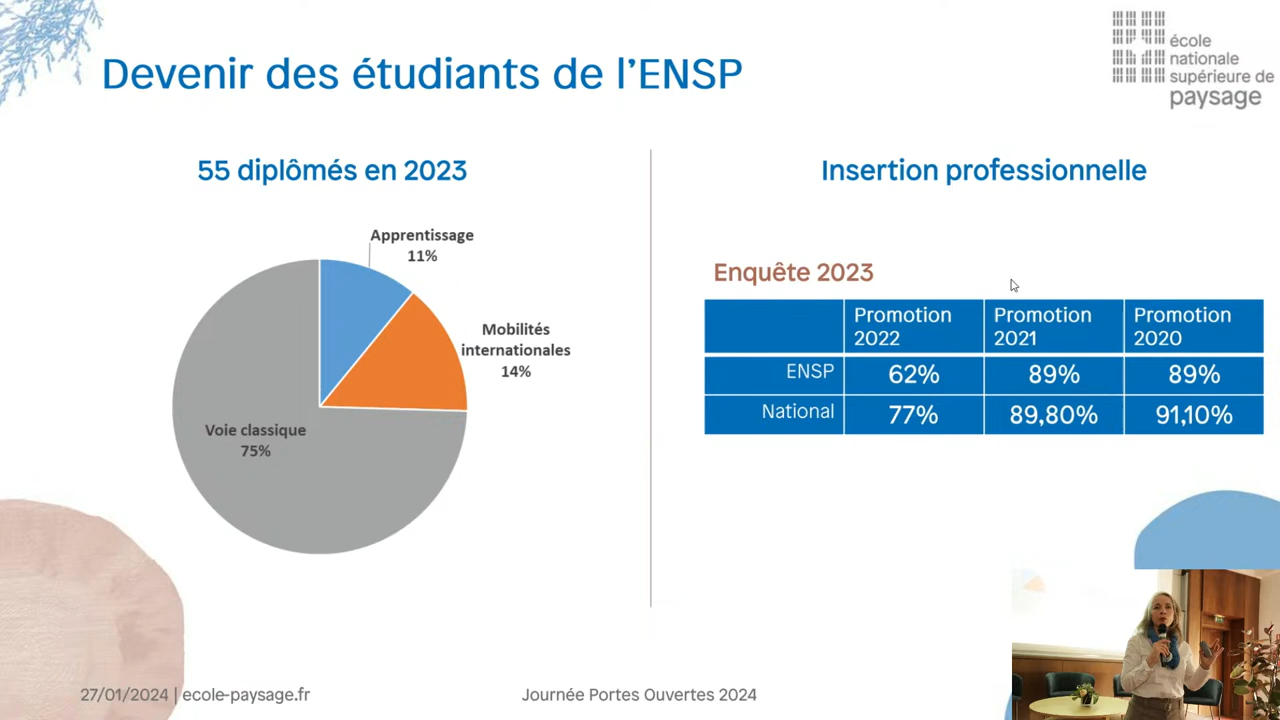 Devenir des étudiants de l'ENSP
école
nationale
supérieure de
paysage
55 diplômés en 2023
Apprentissage
11%
Mobilités
internationales
14%
Voie classique
75%
Insertion professionnelle
Enquête 2023
Promotion 2022 Promotion 2021 Promotion 2020
ENSP 62% 89% 89%
National 77% 89,80% 91,10%
27/01/2024 | ecole-paysage.fr
Journée Portes Ouvertes 2024